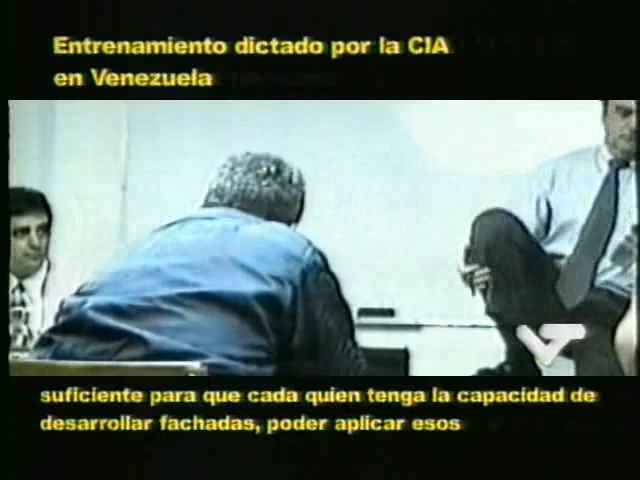 Entrenamiento dictado por la CIA
en Venezuela
suficiente para que cada quien tenga la capacidad de
desarrollar fachadas, poder aplicar esos